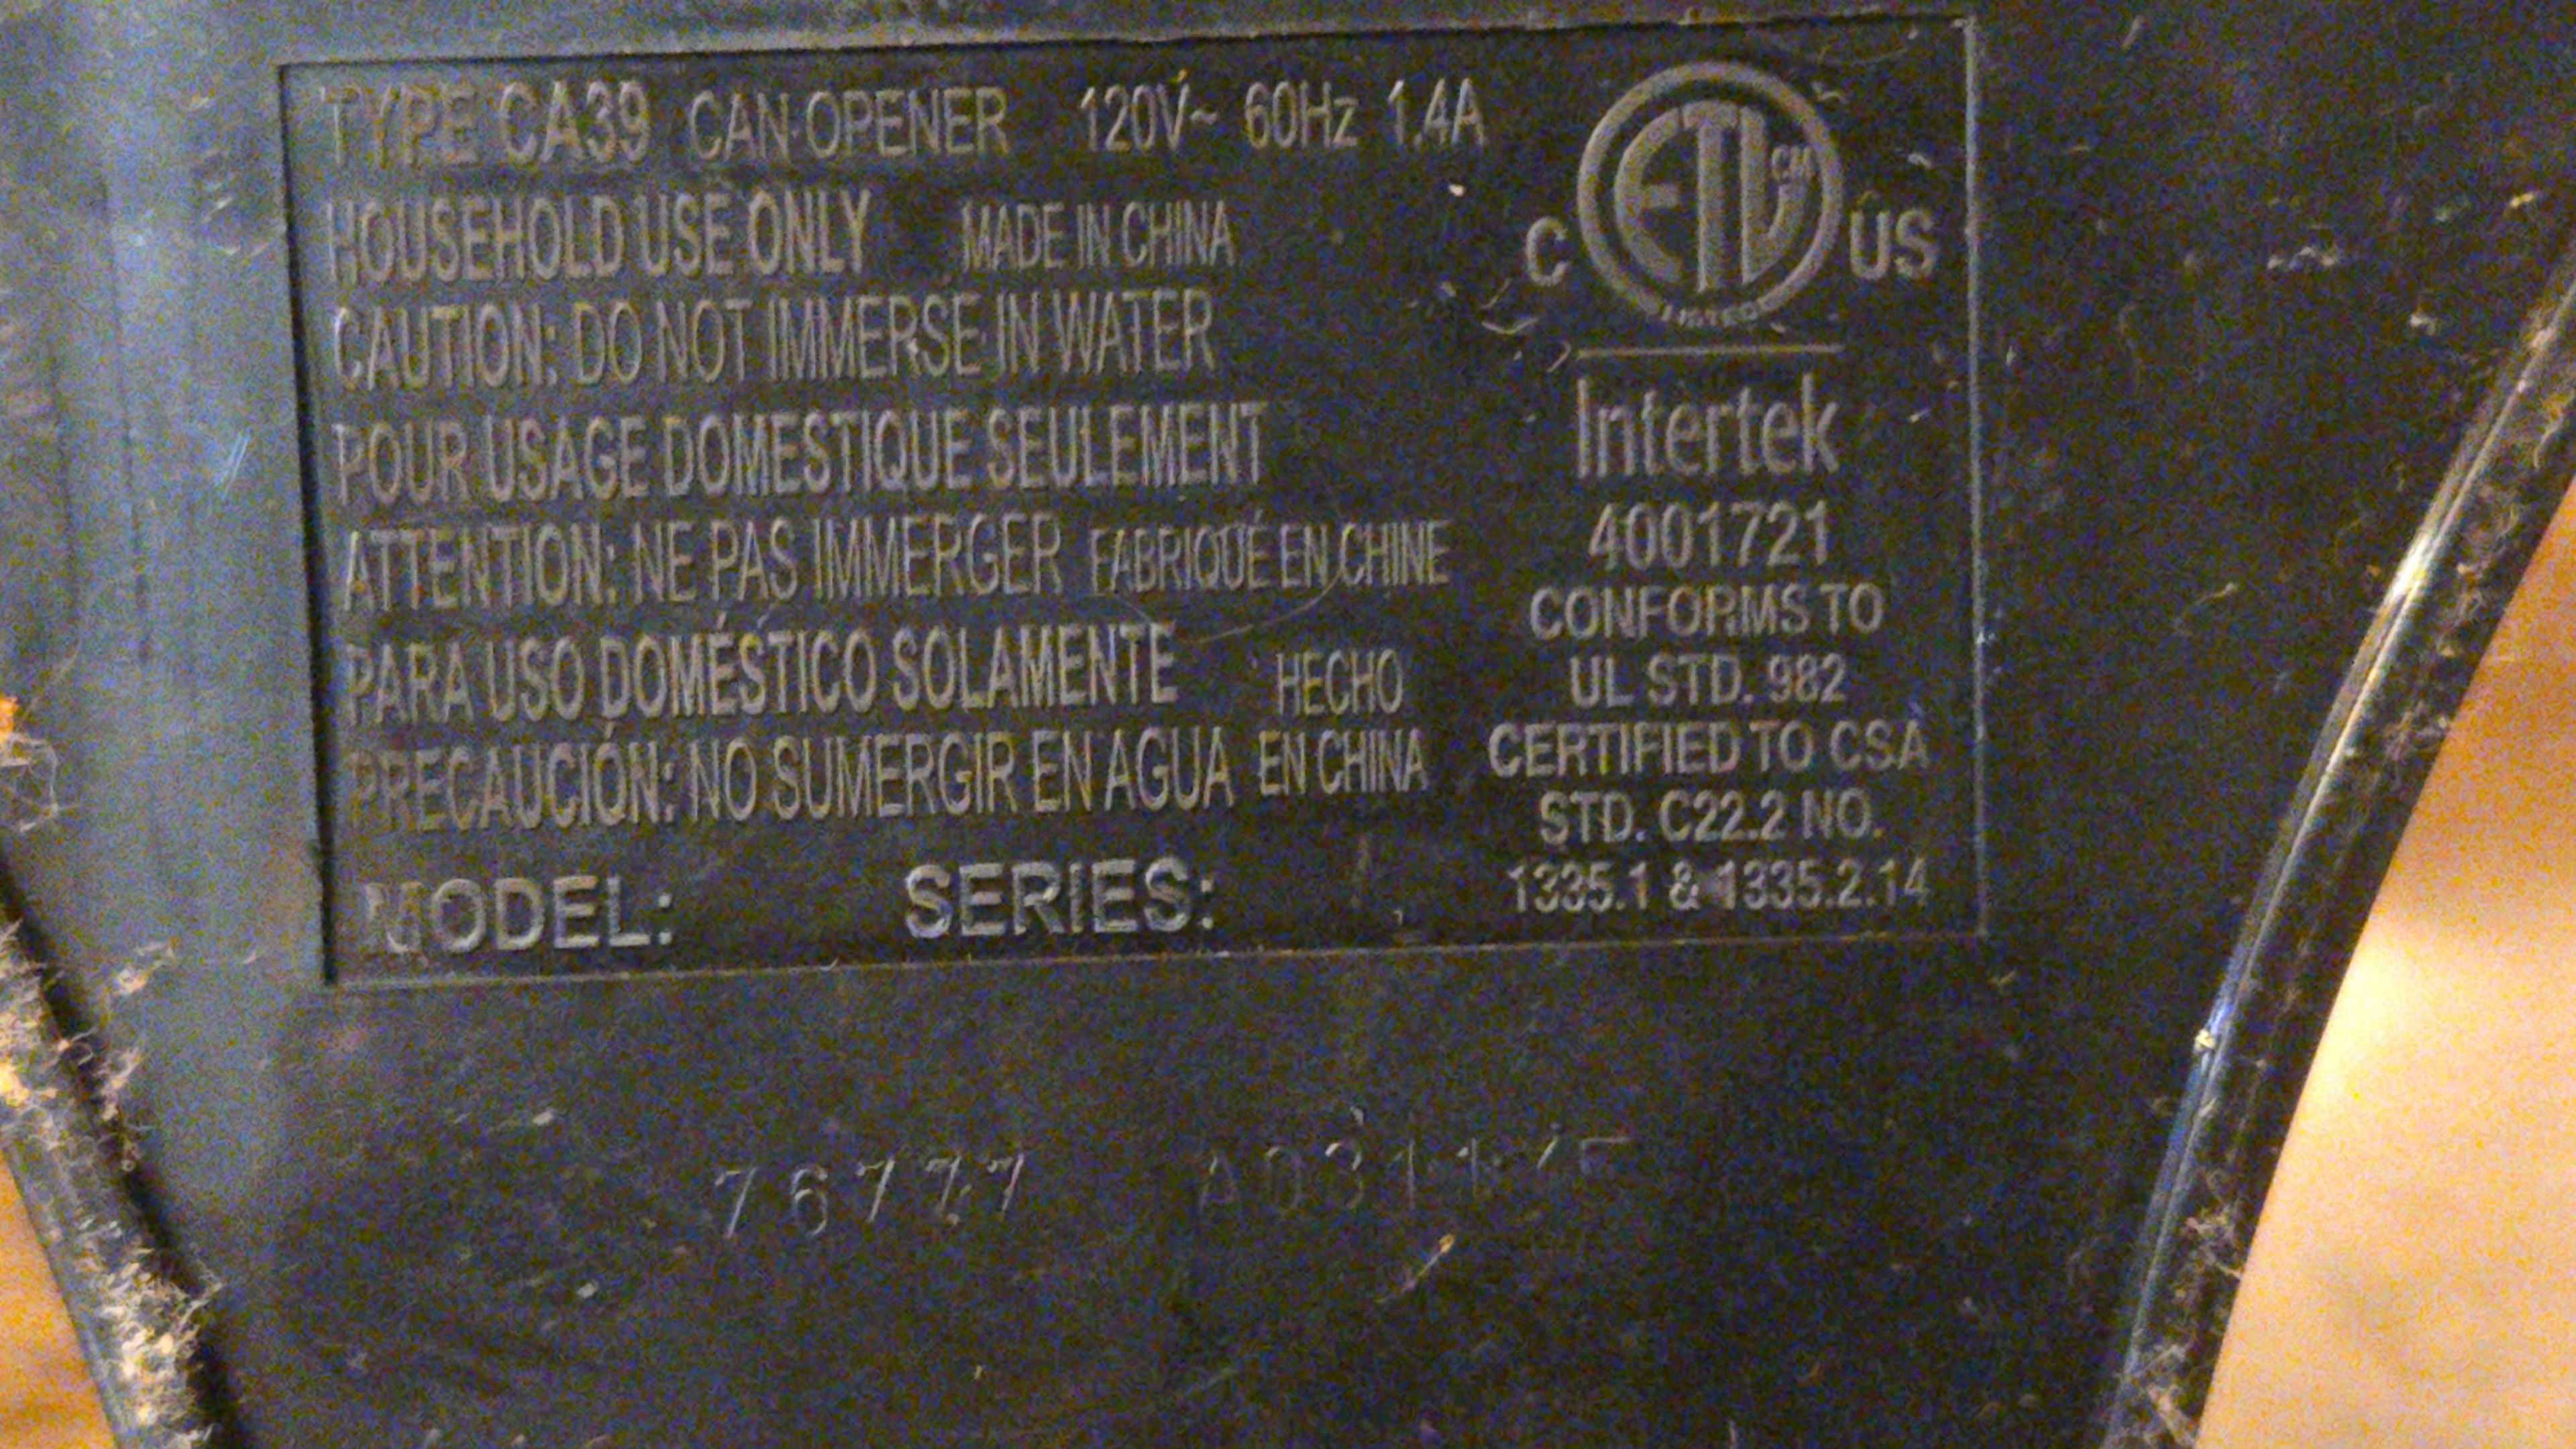 TYPE CA39 CAN OPENER 120V~ 60Hz 1.4A
HOUSEHOLD USE ONLY MADE IN CHINA
CAUTION: DO NOT IMMERSE IN WATER
POUR USAGE DOMESTIQUE SEULEMENT
ATTENTION: NE PAS IMMERGER FABRIQUÉ EN CHINE
PARA USO DOMÉSTICO SOLAMENTE HECHO
PRECAUCIÓN: NO SUMERGIR EN AGUA EN CHINA
MODEL: SERIES:
C ETL CM US
Intertek
4001721
CONFORMS TO
UL STD. 982
CERTIFIED TO CSA
STD. C22.2 NO.
1335.1 & 1335.2.14
76777